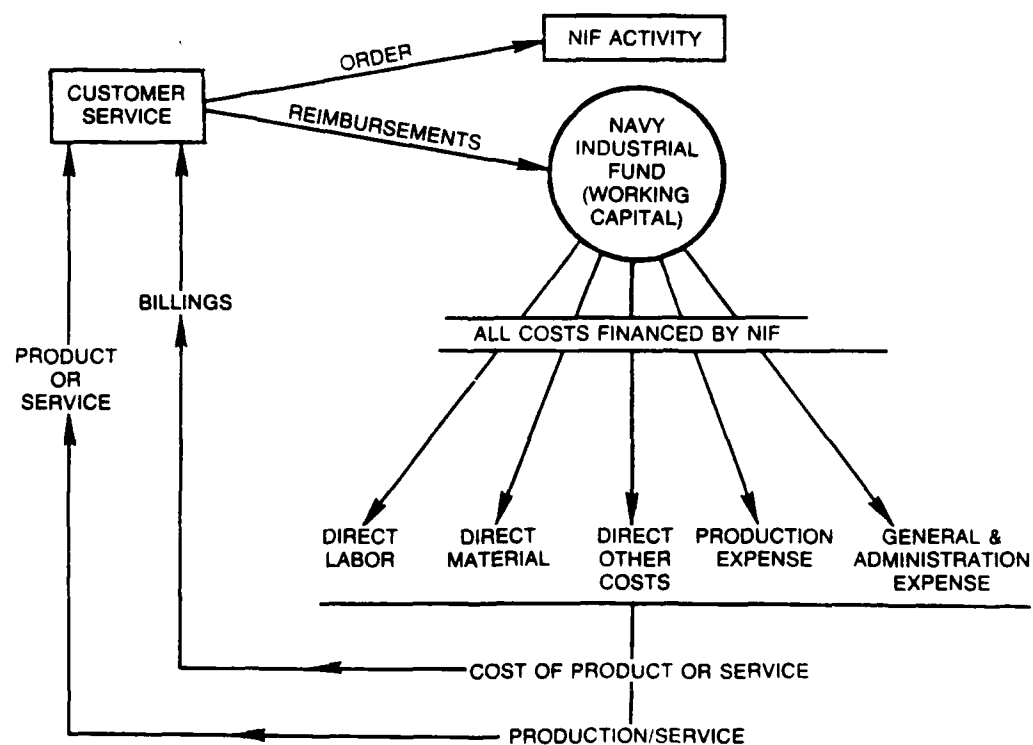 NIF ACTIVITY
ORDER
CUSTOMER
SERVICE
REIMBURSEMENTS
NAVY
INDUSTRIAL
FUND
(WORKING
CAPITAL)
BILLINGS
ALL COSTS FINANCED BY NIF
PRODUCT
OR
SERVICE
DIRECT
LABOR
DIRECT
MATERIAL
DIRECT
OTHER
COSTS
PRODUCTION
EXPENSE
GENERAL &
ADMINISTRATION
EXPENSE
COST OF PRODUCT OR SERVICE
PRODUCTION/SERVICE